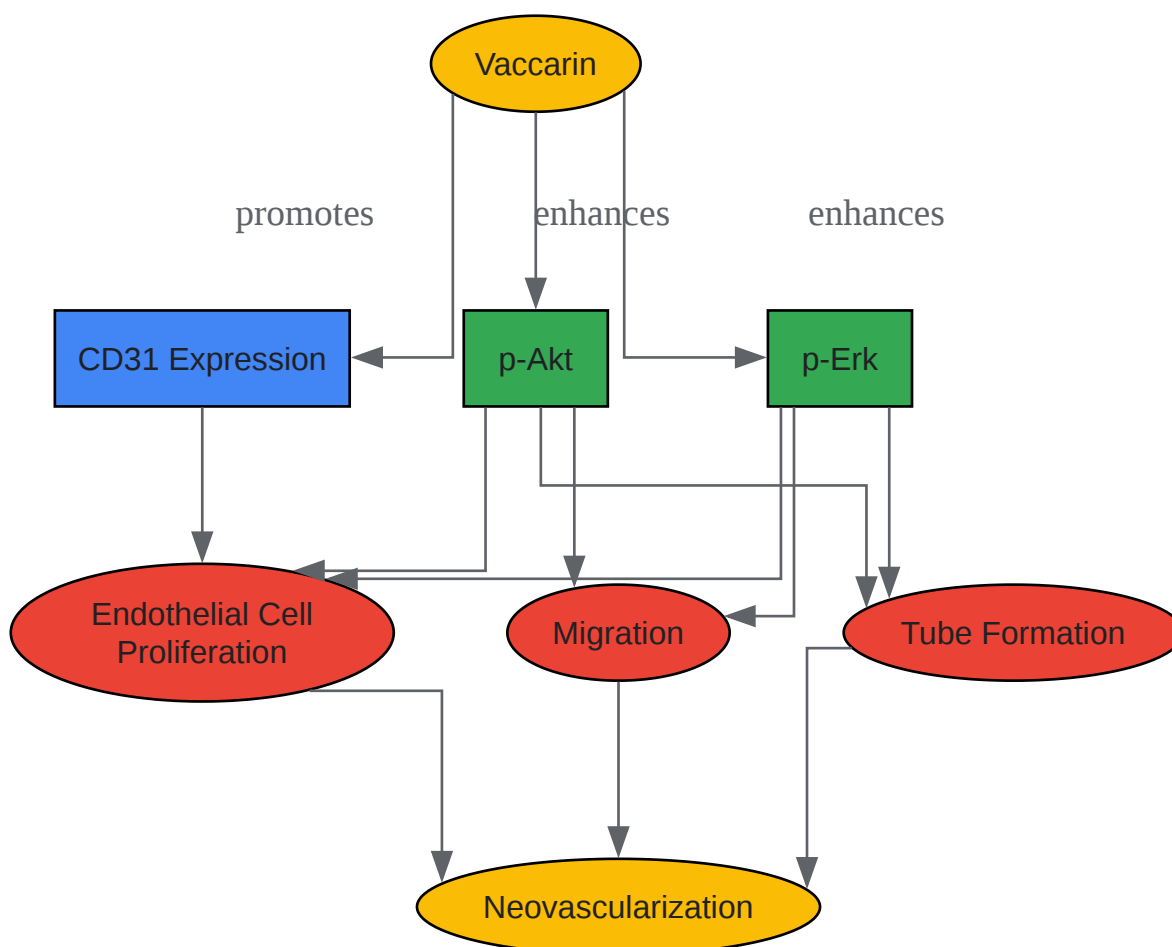 Vaccarin
promotes
enhances
enhances
CD31 Expression
p-Akt
p-Erk
Endothelial Cell
Proliferation
Migration
Tube Formation
Neovascularization